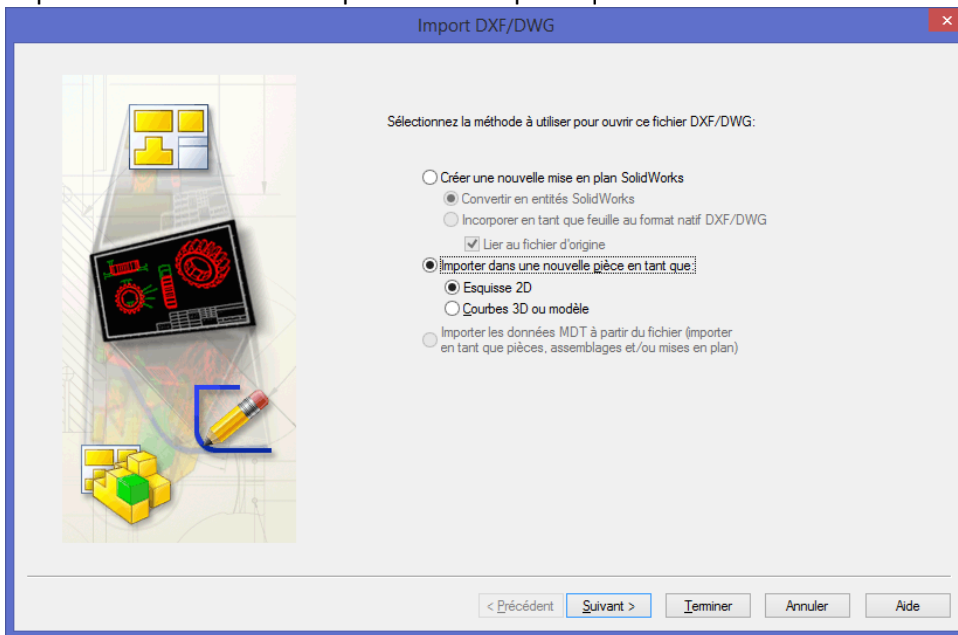 Import DXF/DWG
Sélectionnez la méthode à utiliser pour ouvrir ce fichier DXF/DWG:
Créer une nouvelle mise en plan SolidWorks
Convertir en entités SolidWorks
Incorporer en tant que feuille au format natif DXF/DWG
Lier au fichier d'origine
Importer dans une nouvelle pièce en tant que:
Esquisse 2D
Courbes 3D ou modèle
Importer les données MDT à partir du fichier (importer
en tant que pièces, assemblages et/ou mises en plan)
< Précédent Suivant > Terminer Annuler Aide